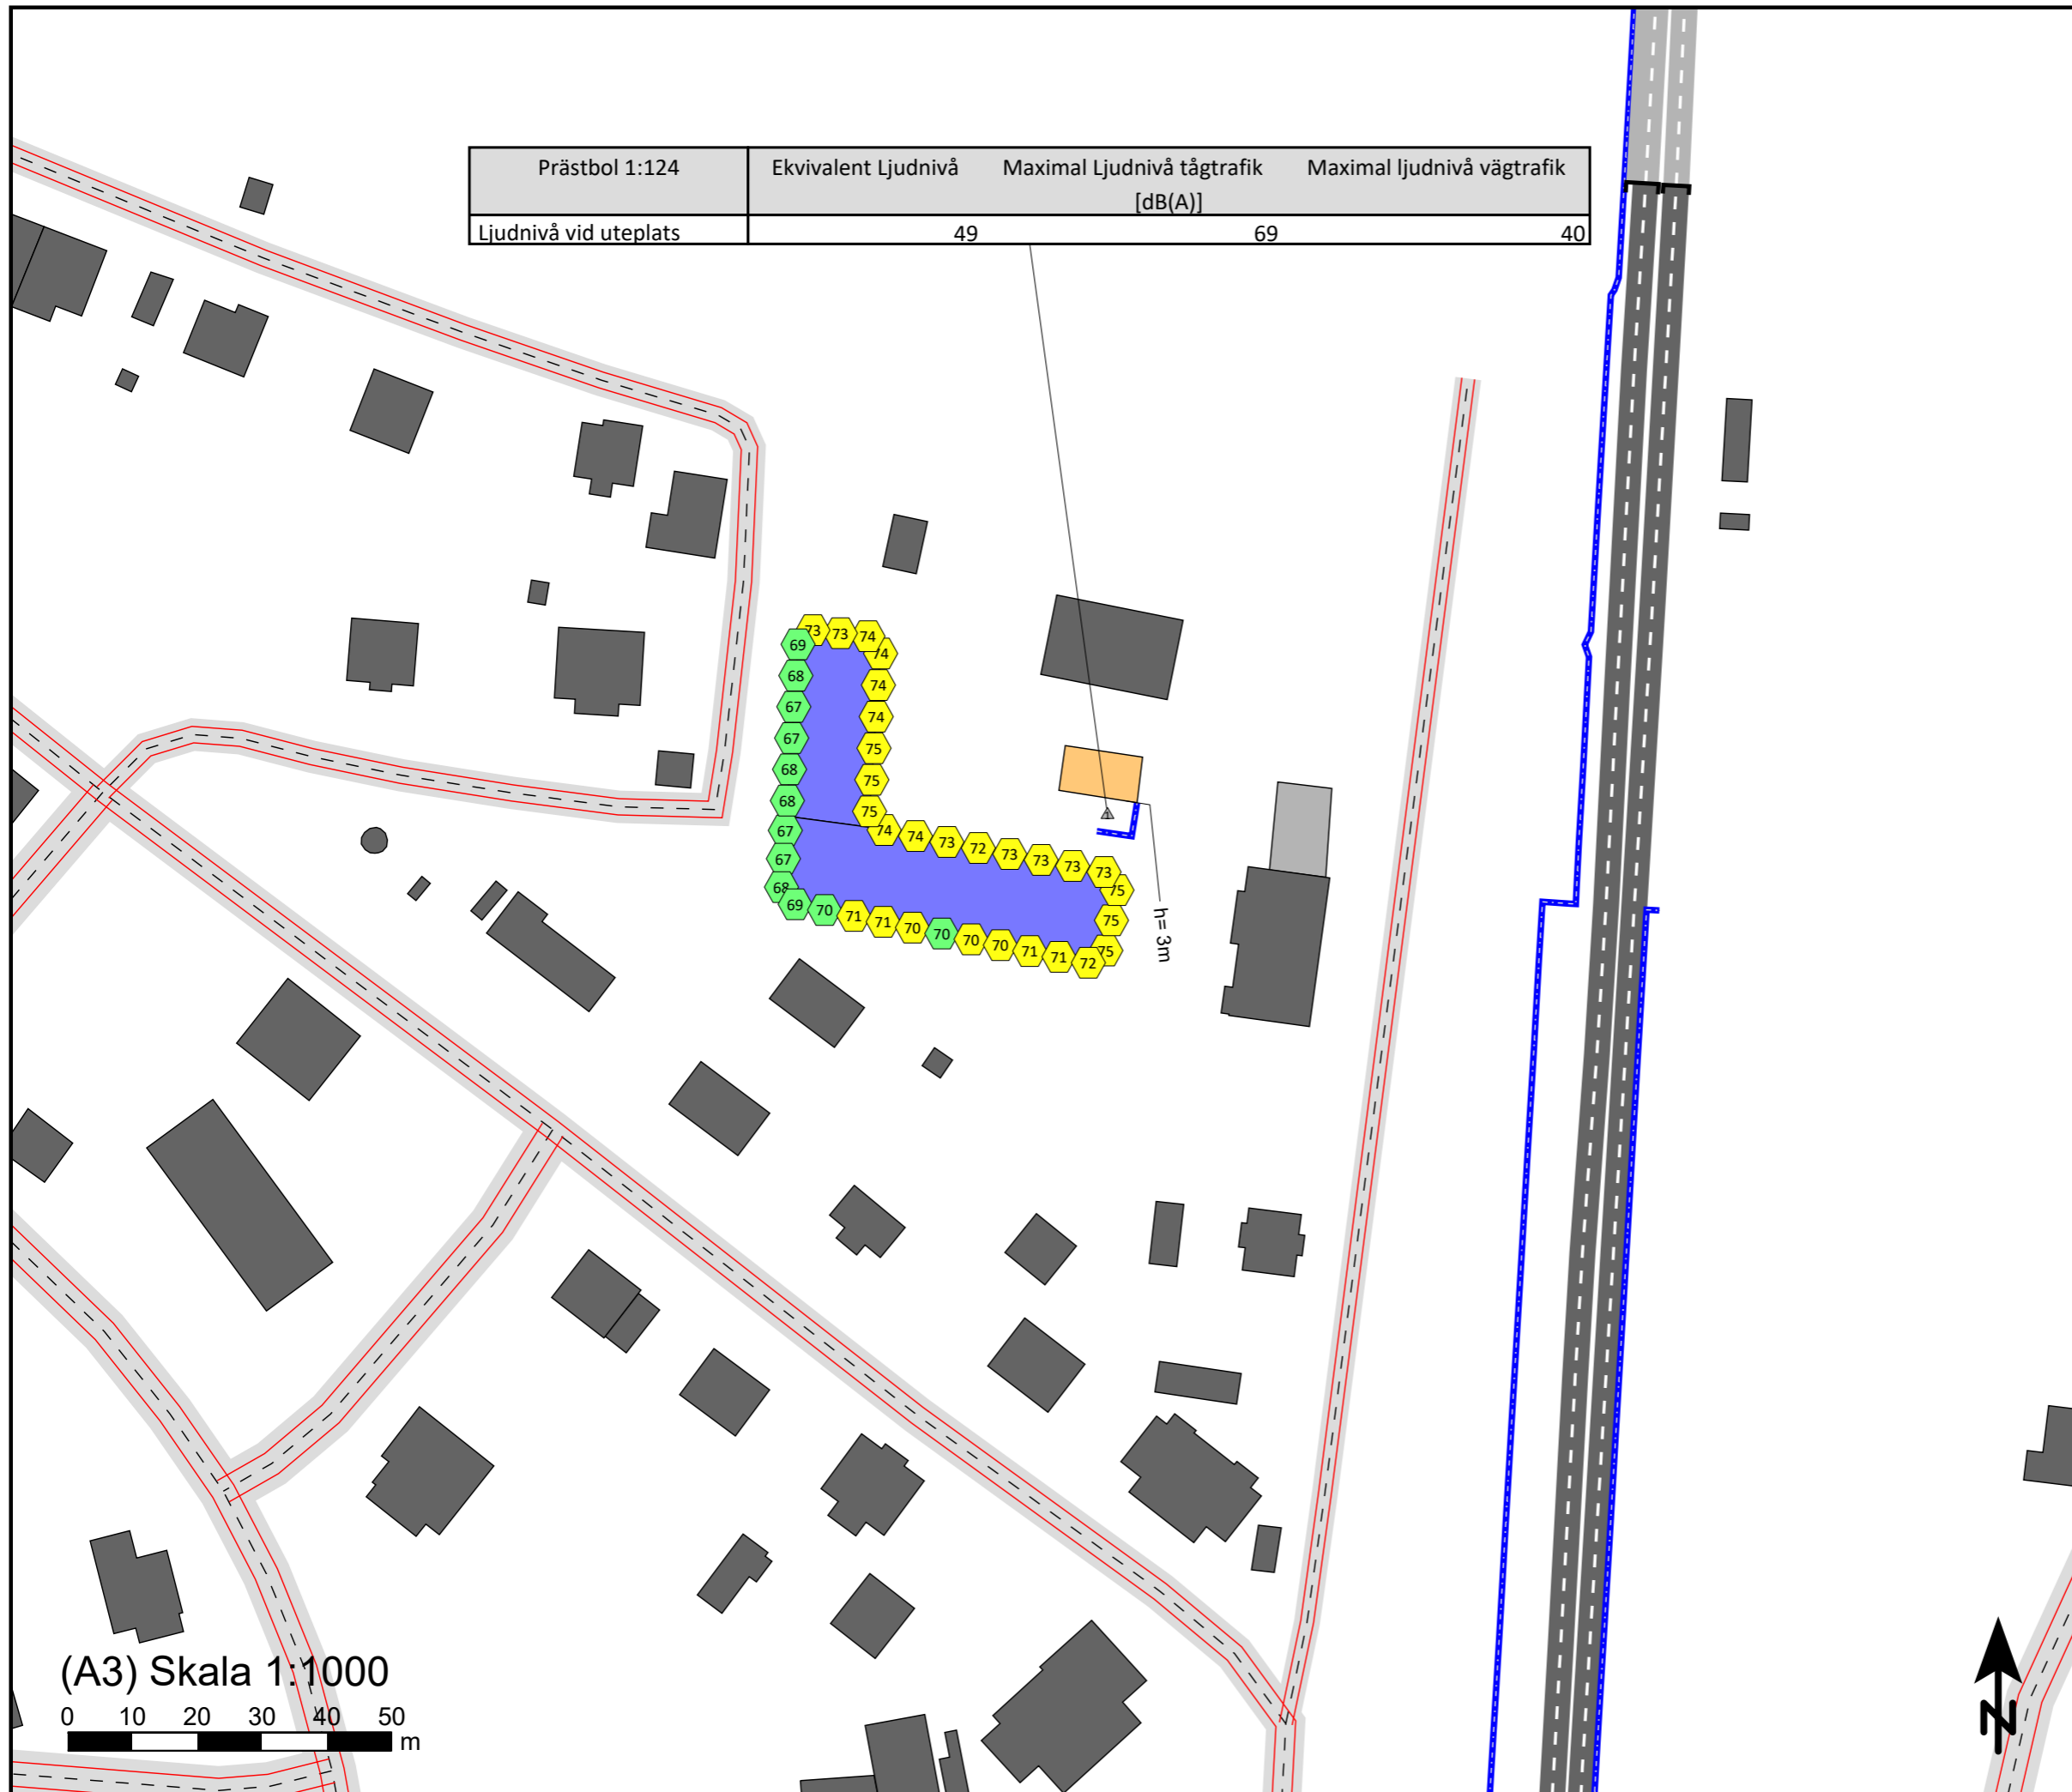 Prästbol 1:124
Ekvivalent Ljudnivå Maximal Ljudnivå tågtrafik Maximal ljudnivå vägtrafik
[dB(A)]
Ljudnivå vid uteplats 49 69 40
73 73 74
69 74
68 74
67 74
67 75
68 75
68 75
67 74 74 73 72 73 73 73 73
67 75
68 75
69 70 71 71 70 70 70 70 71 71 72 75
h= 3m
(A3) Skala 1:1000
0 10 20 30 40 50
m
N